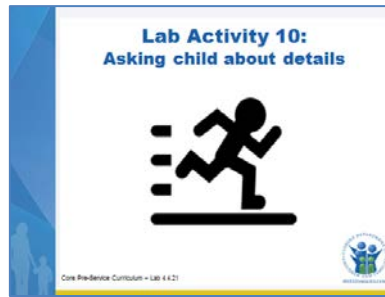 Lab Activity 10:
Asking child about details
Core Pre-Service Curriculum – Lab 4.4.21